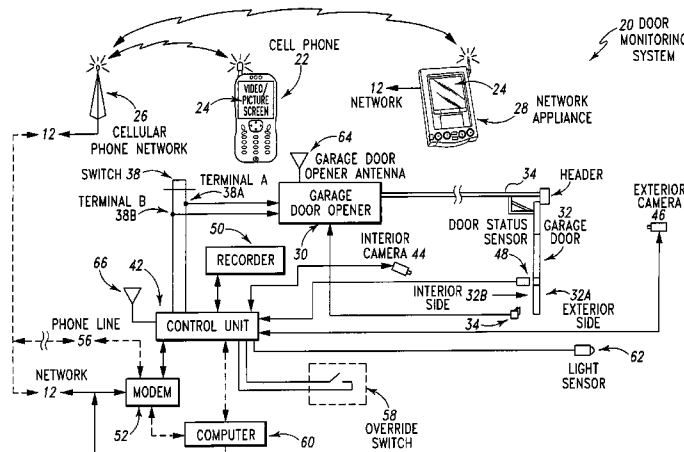 20 DOOR
MONITORING
SYSTEM
CELL PHONE
22
VIDEO/
PICTURE
SCREEN
24
24
12
NETWORK
28 NETWORK
APPLIANCE
26
CELLULAR
PHONE NETWORK
12
64
GARAGE DOOR
OPENER ANTENNA
SWITCH 38
TERMINAL A
38A
TERMINAL B
38B
GARAGE
DOOR OPENER
30
34
HEADER
EXTERIOR
CAMERA
46
DOOR STATUS
SENSOR
32
GARAGE
DOOR
48
50
RECORDER
INTERIOR
CAMERA 44
66
42
INTERIOR
SIDE
32B
32A
EXTERIOR
SIDE
34
CONTROL UNIT
PHONE LINE
56
NETWORK
12
MODEM
52
COMPUTER
60
58
OVERRIDE
SWITCH
62
LIGHT
SENSOR